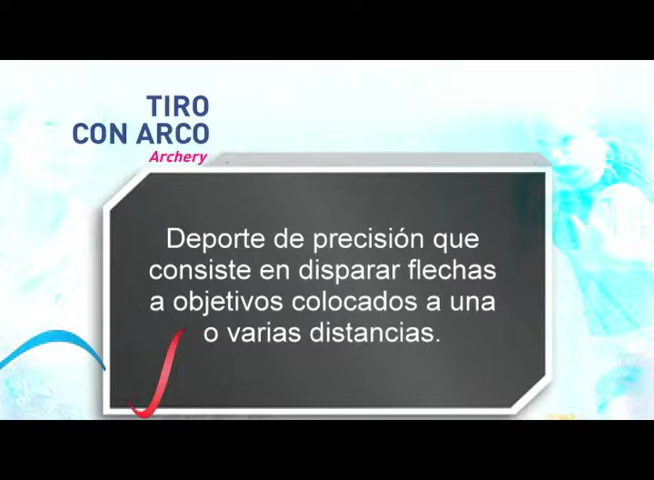 TIRO
CON ARCO
Archery
Deporte de precisión que
consiste en disparar flechas
a objetivos colocados a una
o varias distancias.